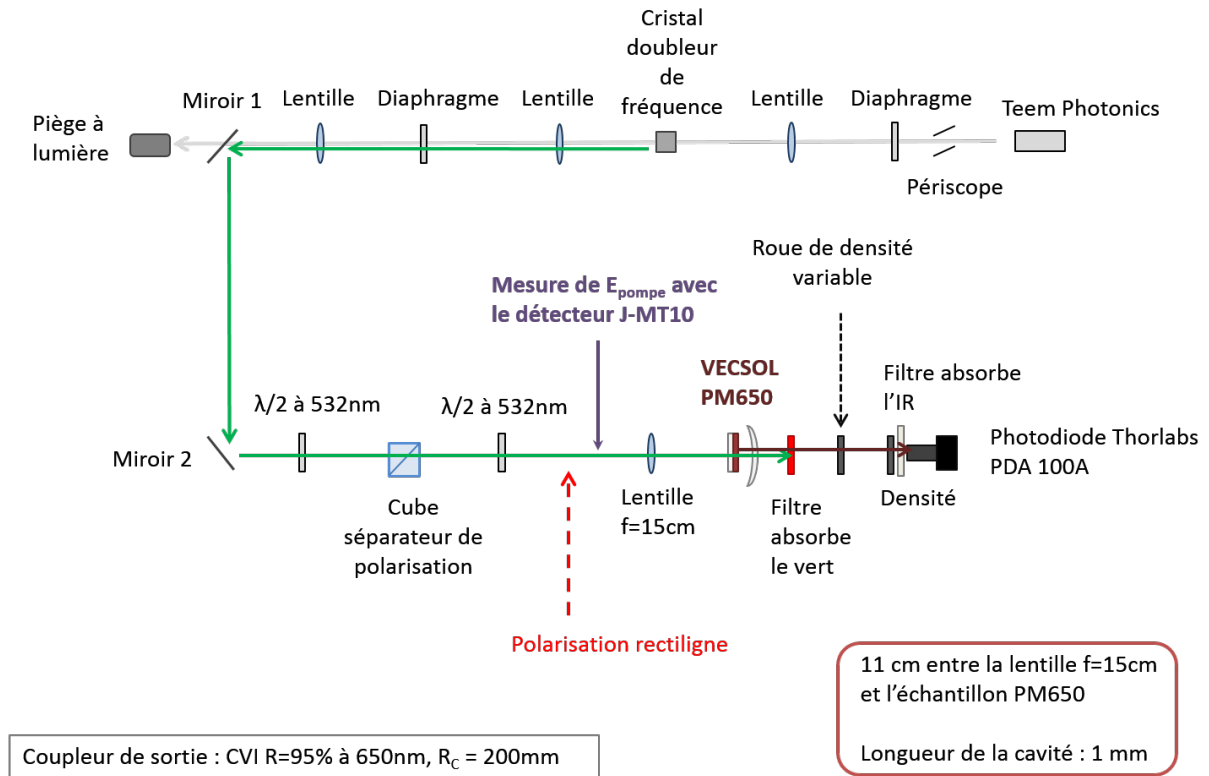 Cristal
doubleur
de
fréquence
Miroir 1
Lentille
Diaphragme
Lentille
Lentille
Diaphragme
Teem Photonics
Piège à
lumière
Périscope
Roue de densité
variable
Mesure de Epompe avec
le détecteur J-MT10
VECSOL
PM650
Filtre absorbe
l’IR
λ/2 à 532nm
λ/2 à 532nm
Miroir 2
Photodiode Thorlabs
PDA 100A
Cube
séparateur de
polarisation
Lentille
f=15cm
Filtre
absorbe
le vert
Densité
Polarisation rectiligne
11 cm entre la lentille f=15cm
et l’échantillon PM650
Longueur de la cavité : 1 mm
Coupleur de sortie : CVI R=95% à 650nm, RC = 200mm